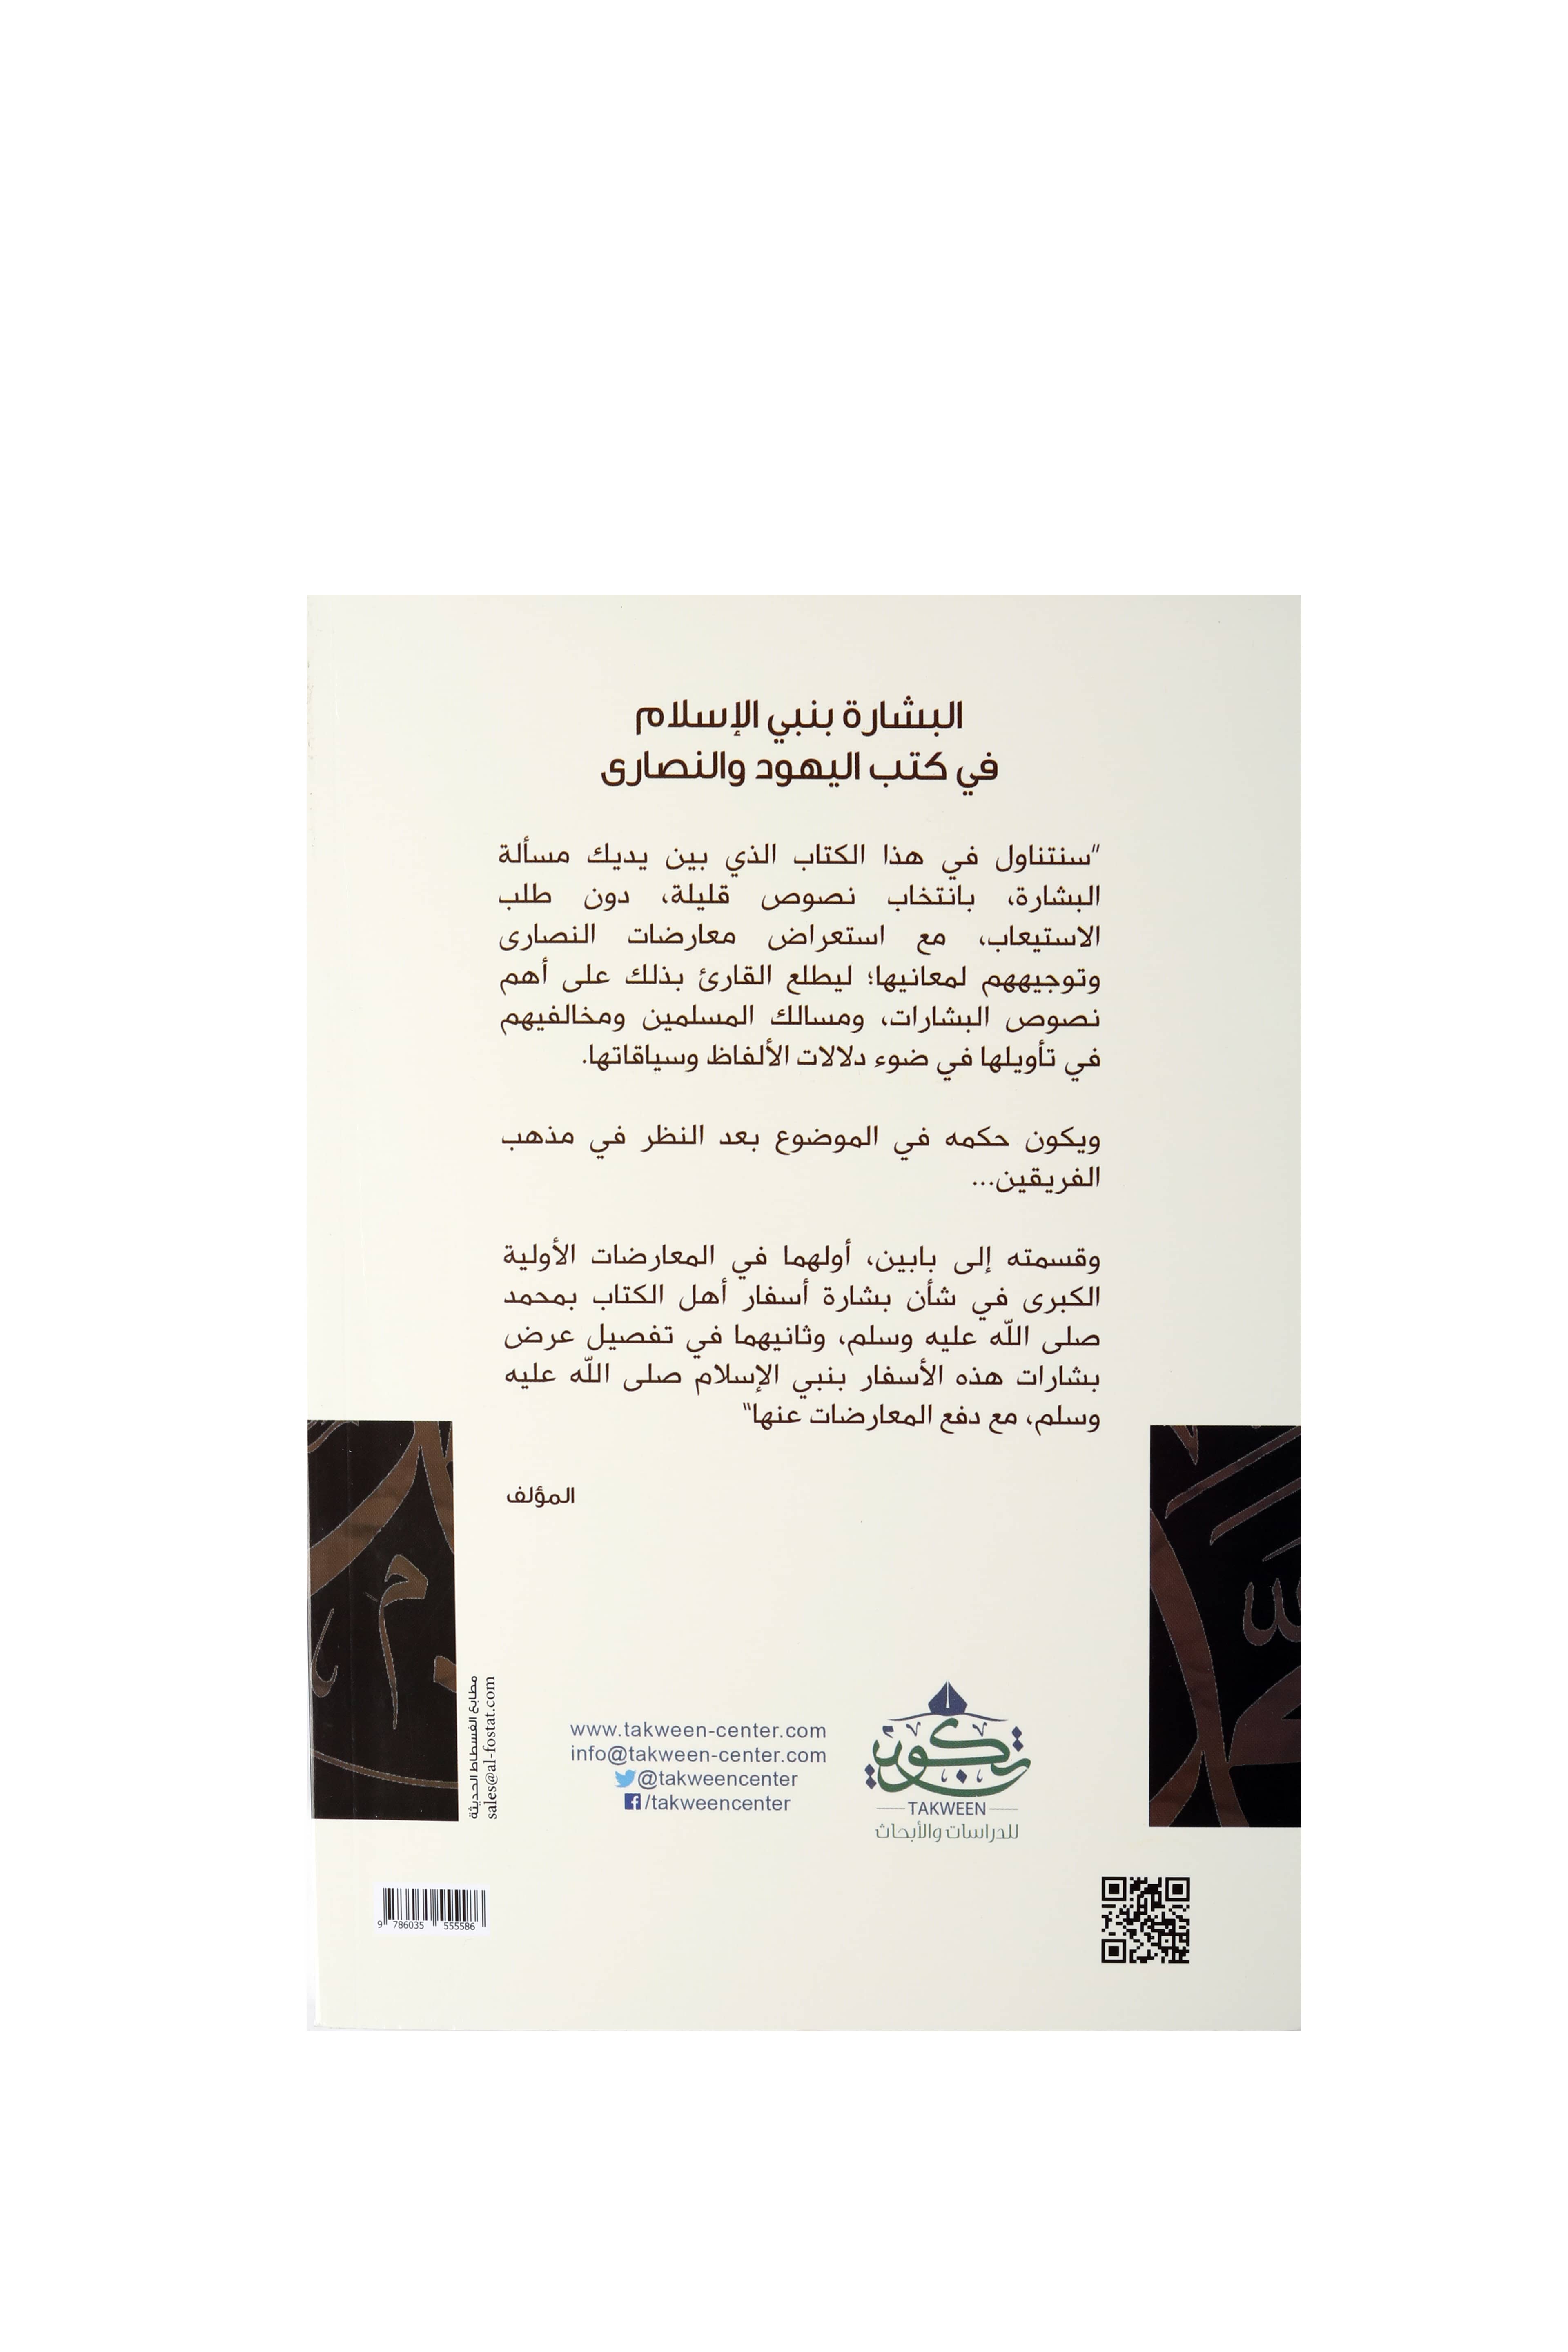 البشارة بنبي الإسلام
في كتب اليهود والنصارى
"سنتناول في هذا الكتاب الذي بين يديك مسألة
البشارة، بانتخاب نصوص قليلة، دون طلب
الاستيعاب، مع استعراض معارضات النصارى
وتوجيههم لمعانيها؛ ليطلع القارئ بذلك على أهم
نصوص البشارات، ومسالك المسلمين ومخالفيهم
في تأويلها في ضوء دلالات الألفاظ وسياقاتها.
ويكون حكمه في الموضوع بعد النظر في مذهب
الفريقين...
وقسمته إلى بابين، أولهما في المعارضات الأولية
الكبرى في شأن بشارة أسفار أهل الكتاب بمحمد
صلى الله عليه وسلم، وثانيهما في تفصيل عرض
بشارات هذه الأسفار بنبي الإسلام صلى الله عليه
وسلم، مع دفع المعارضات عنها"
المؤلف
تكوين
TAKWEEN
للدراسات والأبحاث
www.takween-center.com
info@takween-center.com
@takweencenter
/takweencenter
مطابع الفسطاط الحديثة
sales@al-fostat.com
9 786035 555586